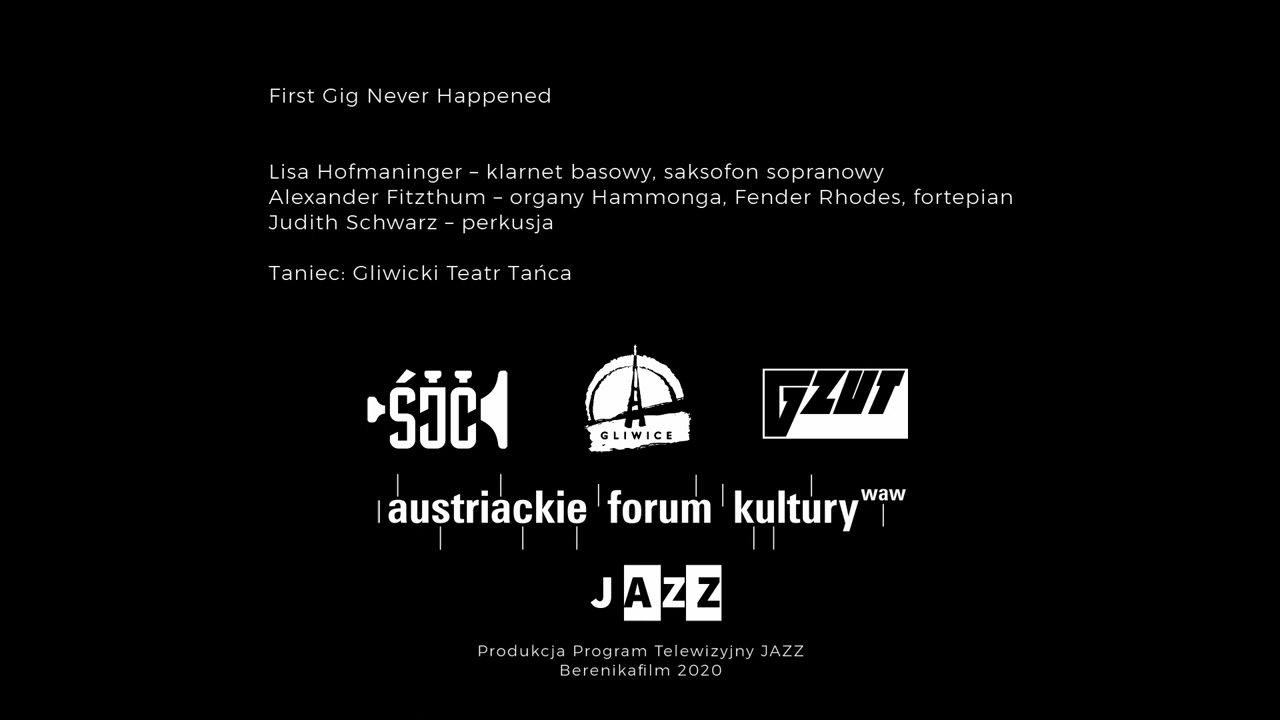 First Gig Never Happened
Lisa Hofmaninger – klarnet basowy, saksofon sopranowy
Alexander Fitzthum – organy Hammonga, Fender Rhodes, fortepian
Judith Schwarz – perkusja
Taniec: Gliwicki Teatr Tańca
ŚJC
GLIWICE
GZUT
austriackie forum kultury waw
JAZZ
Produkcja Program Telewizyjny JAZZ
Berenikafilm 2020